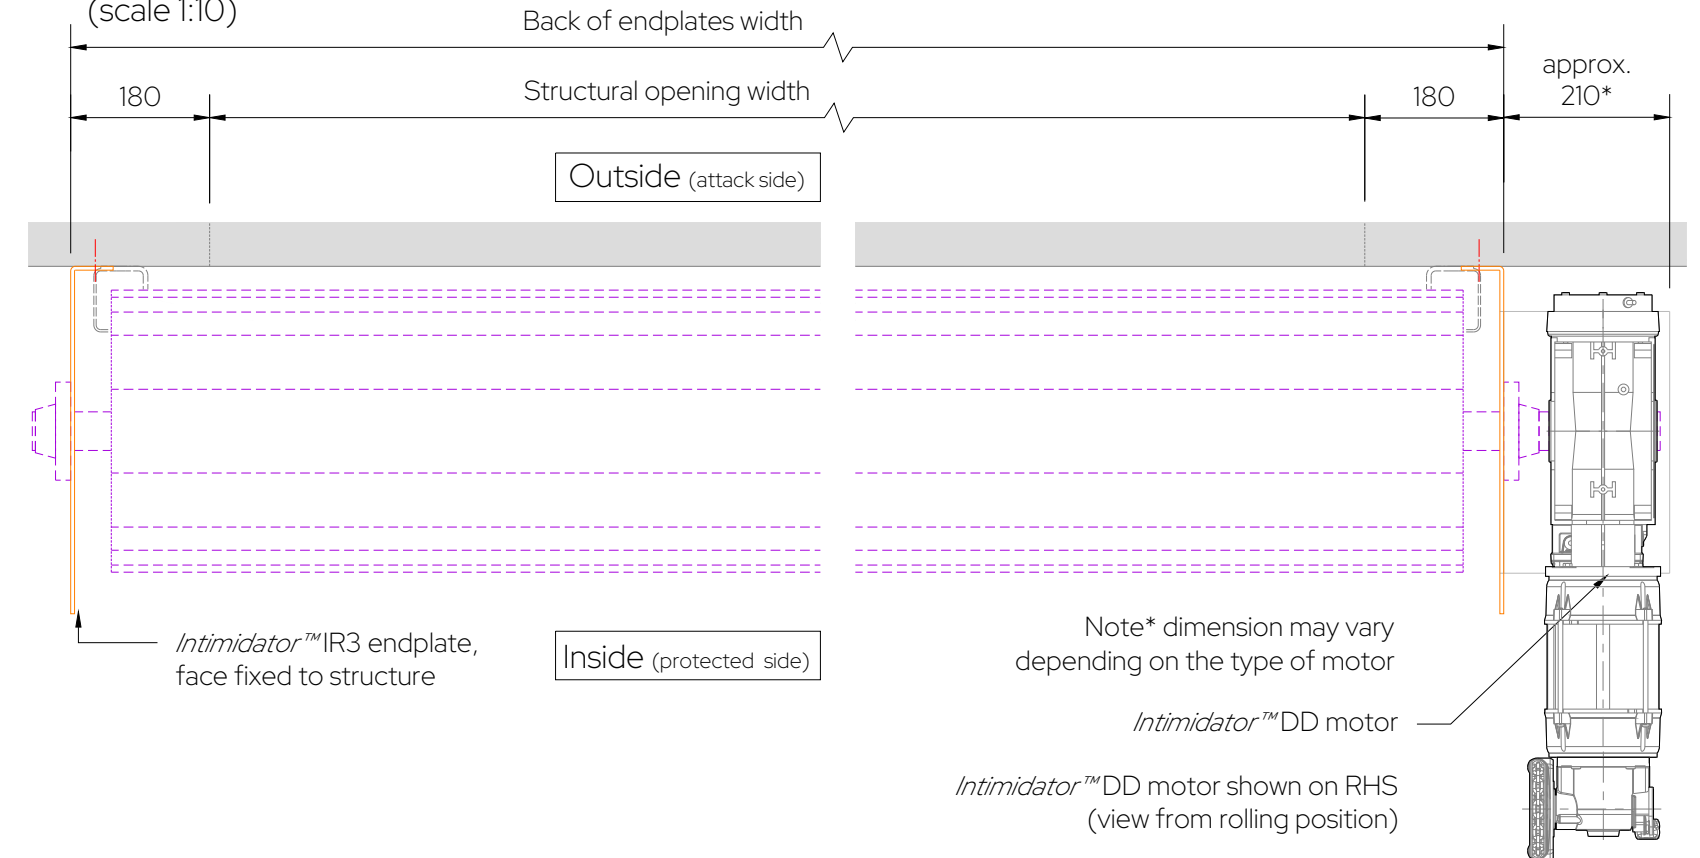 (scale 1:10)
Back of endplates width
approx.
210*
180
Structural opening width
180
Outside (attack side)
Intimidator™ IR3 endplate,
face fixed to structure
Inside (protected side)
Note* dimension may vary
depending on the type of motor
Intimidator™ DD motor
Intimidator™ DD motor shown on RHS
(view from rolling position)